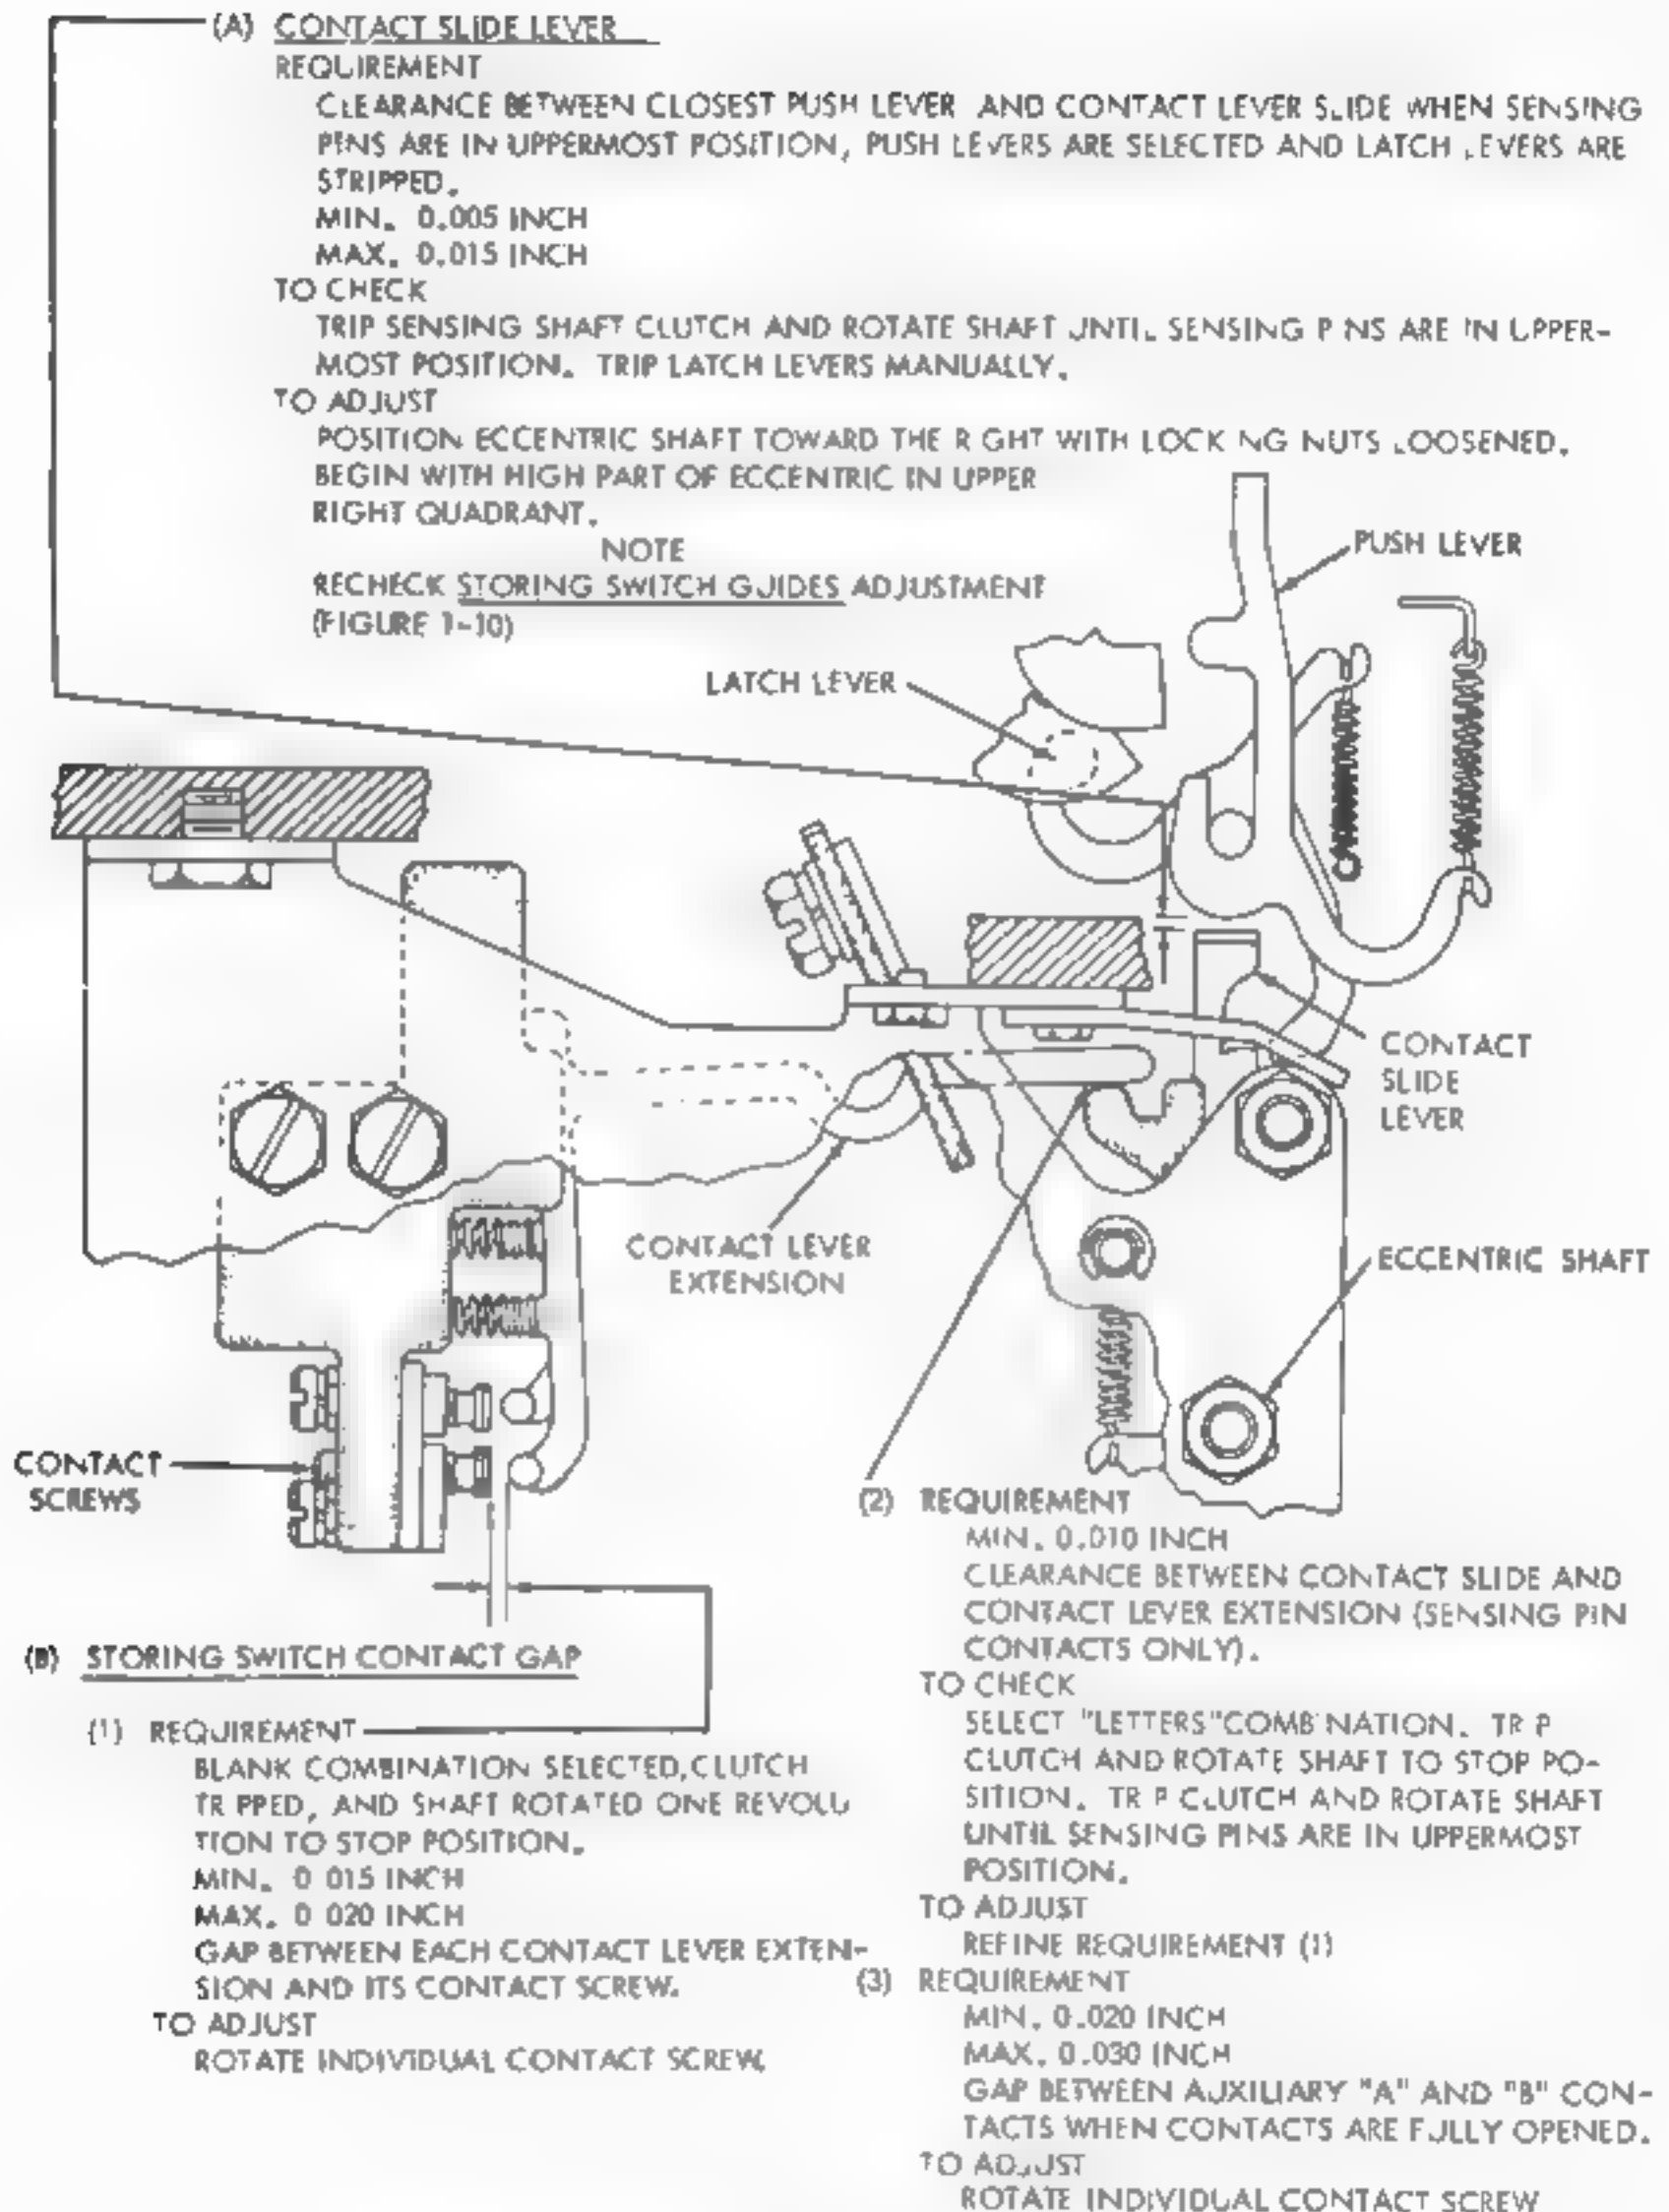 (A) CONTACT SLIDE LEVER
REQUIREMENT
CLEARANCE BETWEEN CLOSEST PUSH LEVER AND CONTACT LEVER SLIDE WHEN SENSING
PINS ARE IN UPPERMOST POSITION, PUSH LEVERS ARE SELECTED AND LATCH LEVERS ARE
STRIPPED.
MIN. 0.005 INCH
MAX. 0.015 INCH
TO CHECK
TRIP SENSING SHAFT CLUTCH AND ROTATE SHAFT UNTIL SENSING PINS ARE IN UPPER-
MOST POSITION. TRIP LATCH LEVERS MANUALLY.
TO ADJUST
POSITION ECCENTRIC SHAFT TOWARD THE RIGHT WITH LOCKING NUTS LOOSENED.
BEGIN WITH HIGH PART OF ECCENTRIC IN UPPER
RIGHT QUADRANT.
NOTE
RECHECK STORING SWITCH GUIDES ADJUSTMENT
(FIGURE 1-10)
PUSH LEVER
LATCH LEVER
CONTACT
SLIDE
LEVER
CONTACT LEVER
EXTENSION
ECCENTRIC SHAFT
CONTACT
SCREWS
(B) STORING SWITCH CONTACT GAP
(1) REQUIREMENT
BLANK COMBINATION SELECTED, CLUTCH
TRIPPED, AND SHAFT ROTATED ONE REVOLU
TION TO STOP POSITION.
MIN. 0 015 INCH
MAX. 0 020 INCH
GAP BETWEEN EACH CONTACT LEVER EXTEN-
SION AND ITS CONTACT SCREW.
TO ADJUST
ROTATE INDIVIDUAL CONTACT SCREW.
(2) REQUIREMENT
MIN. 0.010 INCH
CLEARANCE BETWEEN CONTACT SLIDE AND
CONTACT LEVER EXTENSION (SENSING PIN
CONTACTS ONLY).
TO CHECK
SELECT "LETTERS" COMBINATION. TRIP
CLUTCH AND ROTATE SHAFT TO STOP PO-
SITION. TRIP CLUTCH AND ROTATE SHAFT
UNTIL SENSING PINS ARE IN UPPERMOST
POSITION.
TO ADJUST
REFINE REQUIREMENT (1)
(3) REQUIREMENT
MIN. 0.020 INCH
MAX. 0.030 INCH
GAP BETWEEN AUXILIARY "A" AND "B" CON-
TACTS WHEN CONTACTS ARE FULLY OPENED.
TO ADJUST
ROTATE INDIVIDUAL CONTACT SCREW